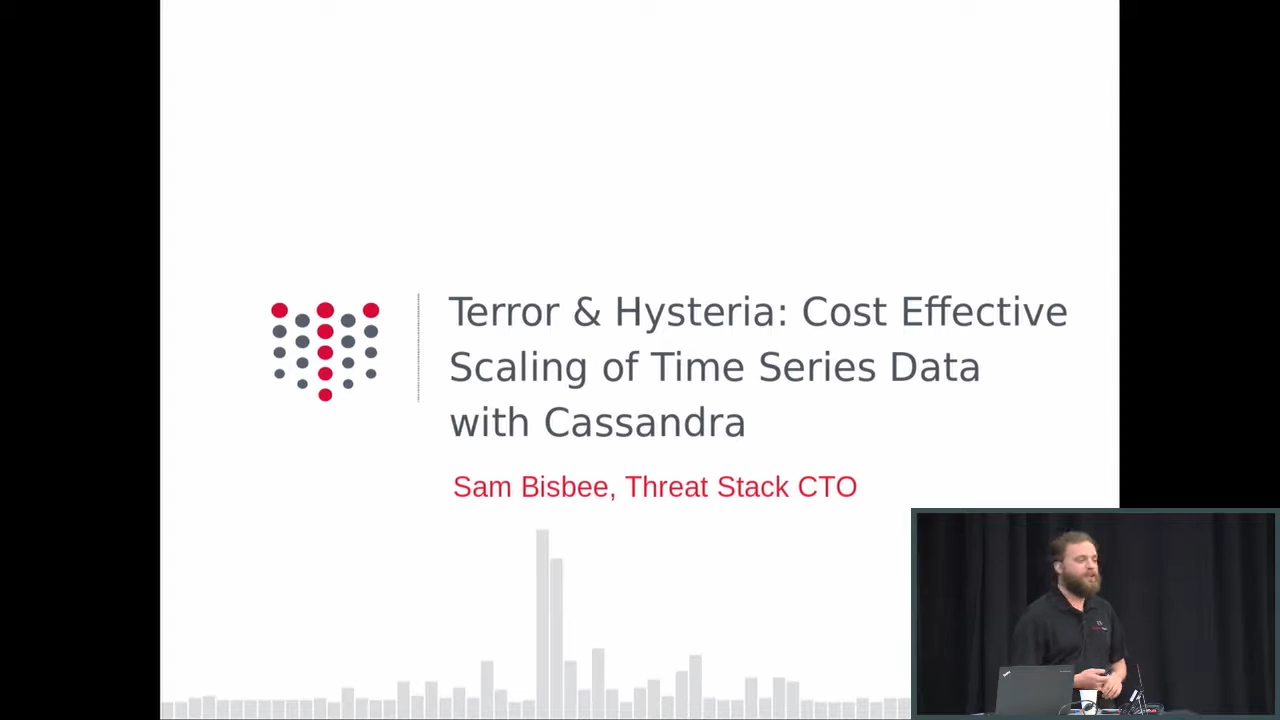 Terror & Hysteria: Cost Effective
Scaling of Time Series Data
with Cassandra
Sam Bisbee, Threat Stack CTO